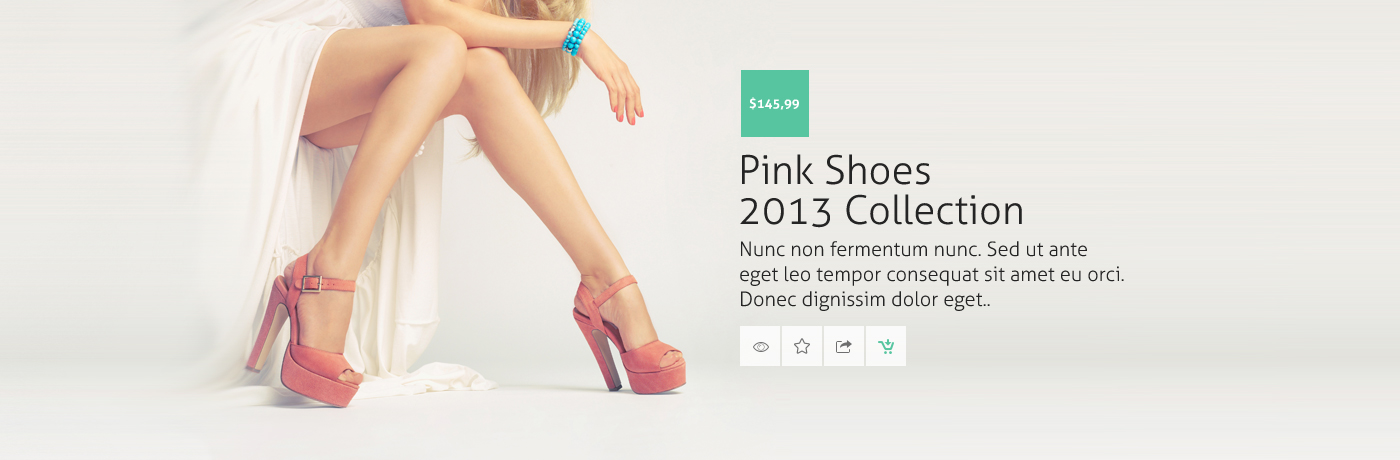 $145,99
Pink Shoes
2013 Collection
Nunc non fermentum nunc. Sed ut ante
eget leo tempor consequat sit amet eu orci.
Donec dignissim dolor eget..